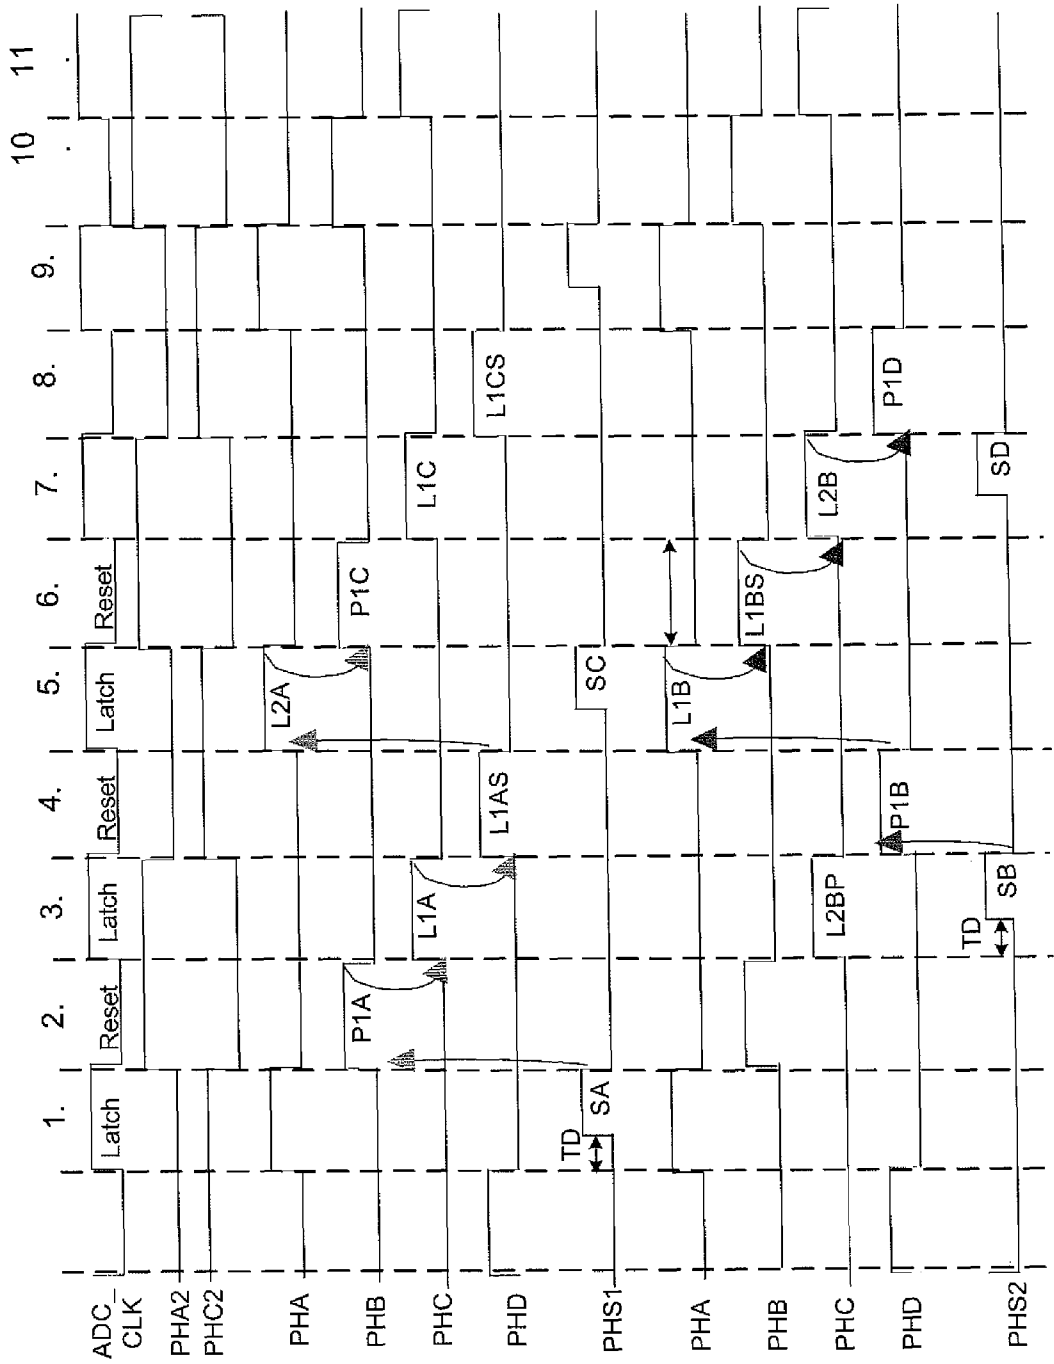 1. 2. 3. 4. 5. 6. 7. 8. 9. 10 11
ADC_
CLK
Latch Reset Latch Reset Latch Reset
PHA2
PHC2
PHA
L2A
PHB
P1A P1C
PHC
L1A L1C
PHD
L1AS L1CS
PHS1
TD SA SC
PHA
L1B
PHB
L1BS
PHC
L2BP L2B
PHD
P1B P1D
PHS2
TD SB SD